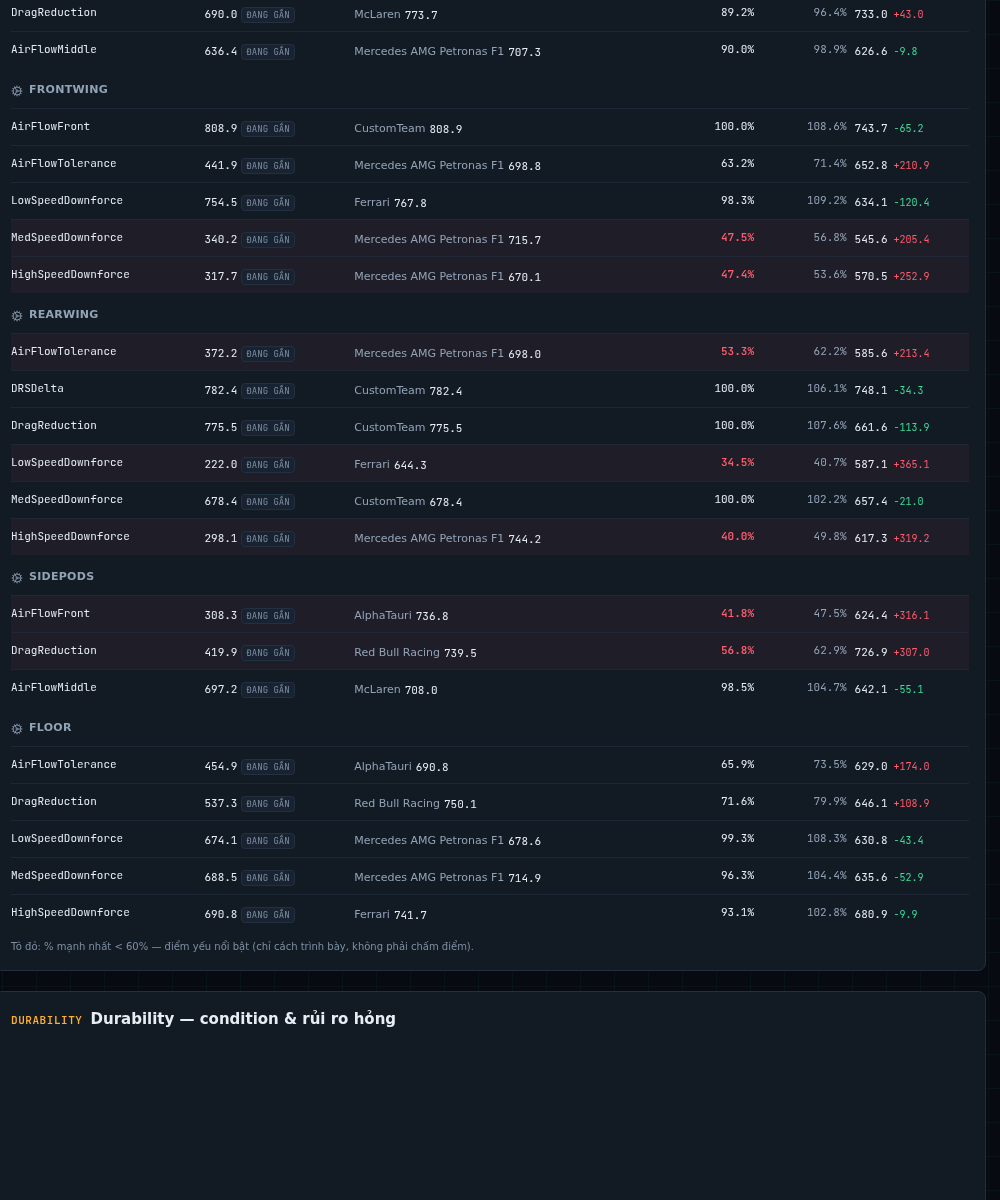 DragReduction 690.0 ĐANG GẮN McLaren 773.7 89.2% 96.4% 733.0 +43.0
AirFlowMiddle 636.4 ĐANG GẮN Mercedes AMG Petronas F1 707.3 90.0% 98.9% 626.6 -9.8
FRONTWING
AirFlowFront 808.9 ĐANG GẮN CustomTeam 808.9 100.0% 108.6% 743.7 -65.2
AirFlowTolerance 441.9 ĐANG GẮN Mercedes AMG Petronas F1 698.8 63.2% 71.4% 652.8 +210.9
LowSpeedDownforce 754.5 ĐANG GẮN Ferrari 767.8 98.3% 109.2% 634.1 -120.4
MedSpeedDownforce 340.2 ĐANG GẮN Mercedes AMG Petronas F1 715.7 47.5% 56.8% 545.6 +205.4
HighSpeedDownforce 317.7 ĐANG GẮN Mercedes AMG Petronas F1 670.1 47.4% 53.6% 570.5 +252.9
REARWING
AirFlowTolerance 372.2 ĐANG GẮN Mercedes AMG Petronas F1 698.0 53.3% 62.2% 585.6 +213.4
DRSDelta 782.4 ĐANG GẮN CustomTeam 782.4 100.0% 106.1% 748.1 -34.3
DragReduction 775.5 ĐANG GẮN CustomTeam 775.5 100.0% 107.6% 661.6 -113.9
LowSpeedDownforce 222.0 ĐANG GẮN Ferrari 644.3 34.5% 40.7% 587.1 +365.1
MedSpeedDownforce 678.4 ĐANG GẮN CustomTeam 678.4 100.0% 102.2% 657.4 -21.0
HighSpeedDownforce 298.1 ĐANG GẮN Mercedes AMG Petronas F1 744.2 40.0% 49.8% 617.3 +319.2
SIDEPODS
AirFlowFront 308.3 ĐANG GẮN AlphaTauri 736.8 41.8% 47.5% 624.4 +316.1
DragReduction 419.9 ĐANG GẮN Red Bull Racing 739.5 56.8% 62.9% 726.9 +307.0
AirFlowMiddle 697.2 ĐANG GẮN McLaren 708.0 98.5% 104.7% 642.1 -55.1
FLOOR
AirFlowTolerance 454.9 ĐANG GẮN AlphaTauri 690.8 65.9% 73.5% 629.0 +174.0
DragReduction 537.3 ĐANG GẮN Red Bull Racing 750.1 71.6% 79.9% 646.1 +108.9
LowSpeedDownforce 674.1 ĐANG GẮN Mercedes AMG Petronas F1 678.6 99.3% 108.3% 630.8 -43.4
MedSpeedDownforce 688.5 ĐANG GẮN Mercedes AMG Petronas F1 714.9 96.3% 104.4% 635.6 -52.9
HighSpeedDownforce 690.8 ĐANG GẮN Ferrari 741.7 93.1% 102.8% 680.9 -9.9
Tô đỏ: % mạnh nhất < 60% — điểm yếu nổi bật (chỉ cách trình bày, không phải chấm điểm).
DURABILITY Durability — condition & rủi ro hỏng